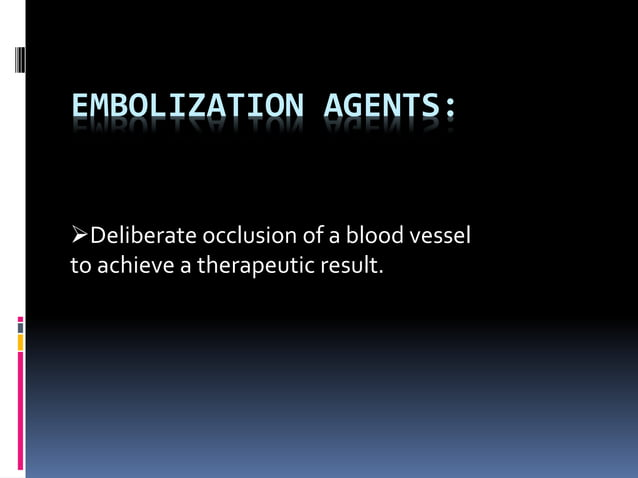 EMBOLIZATION AGENTS:
➢Deliberate occlusion of a blood vessel
to achieve a therapeutic result.